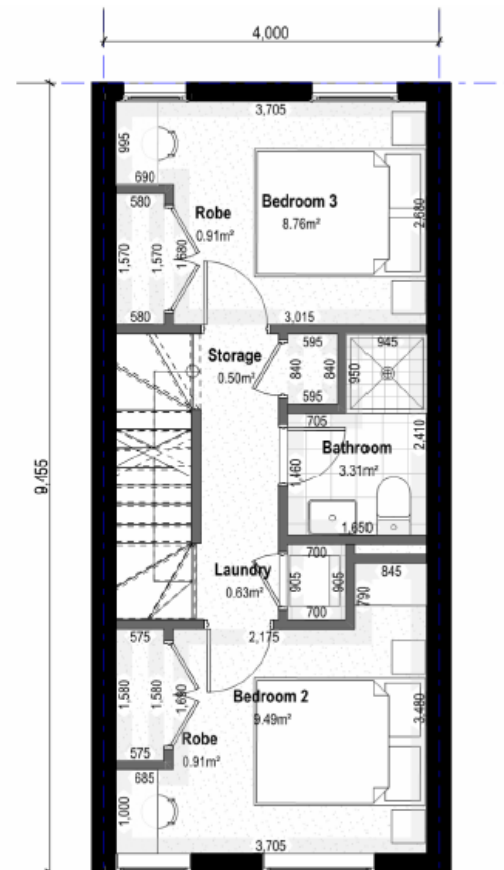 4,000
3,705
995
690
580
Robe
0.91m²
Bedroom 3
8.76m²
2,680
1,570
1,570
1,680
580
3,015
Storage
0.50m²
595
840
840
595
945
950
705
2,410
Bathroom
3.31m²
1,460
1,650
9,455
Laundry
0.63m²
700
905
905
700
845
790
575
2,175
Bedroom 2
9.49m²
1,580
1,580
3,480
575
Robe
0.91m²
685
1,000
3,705